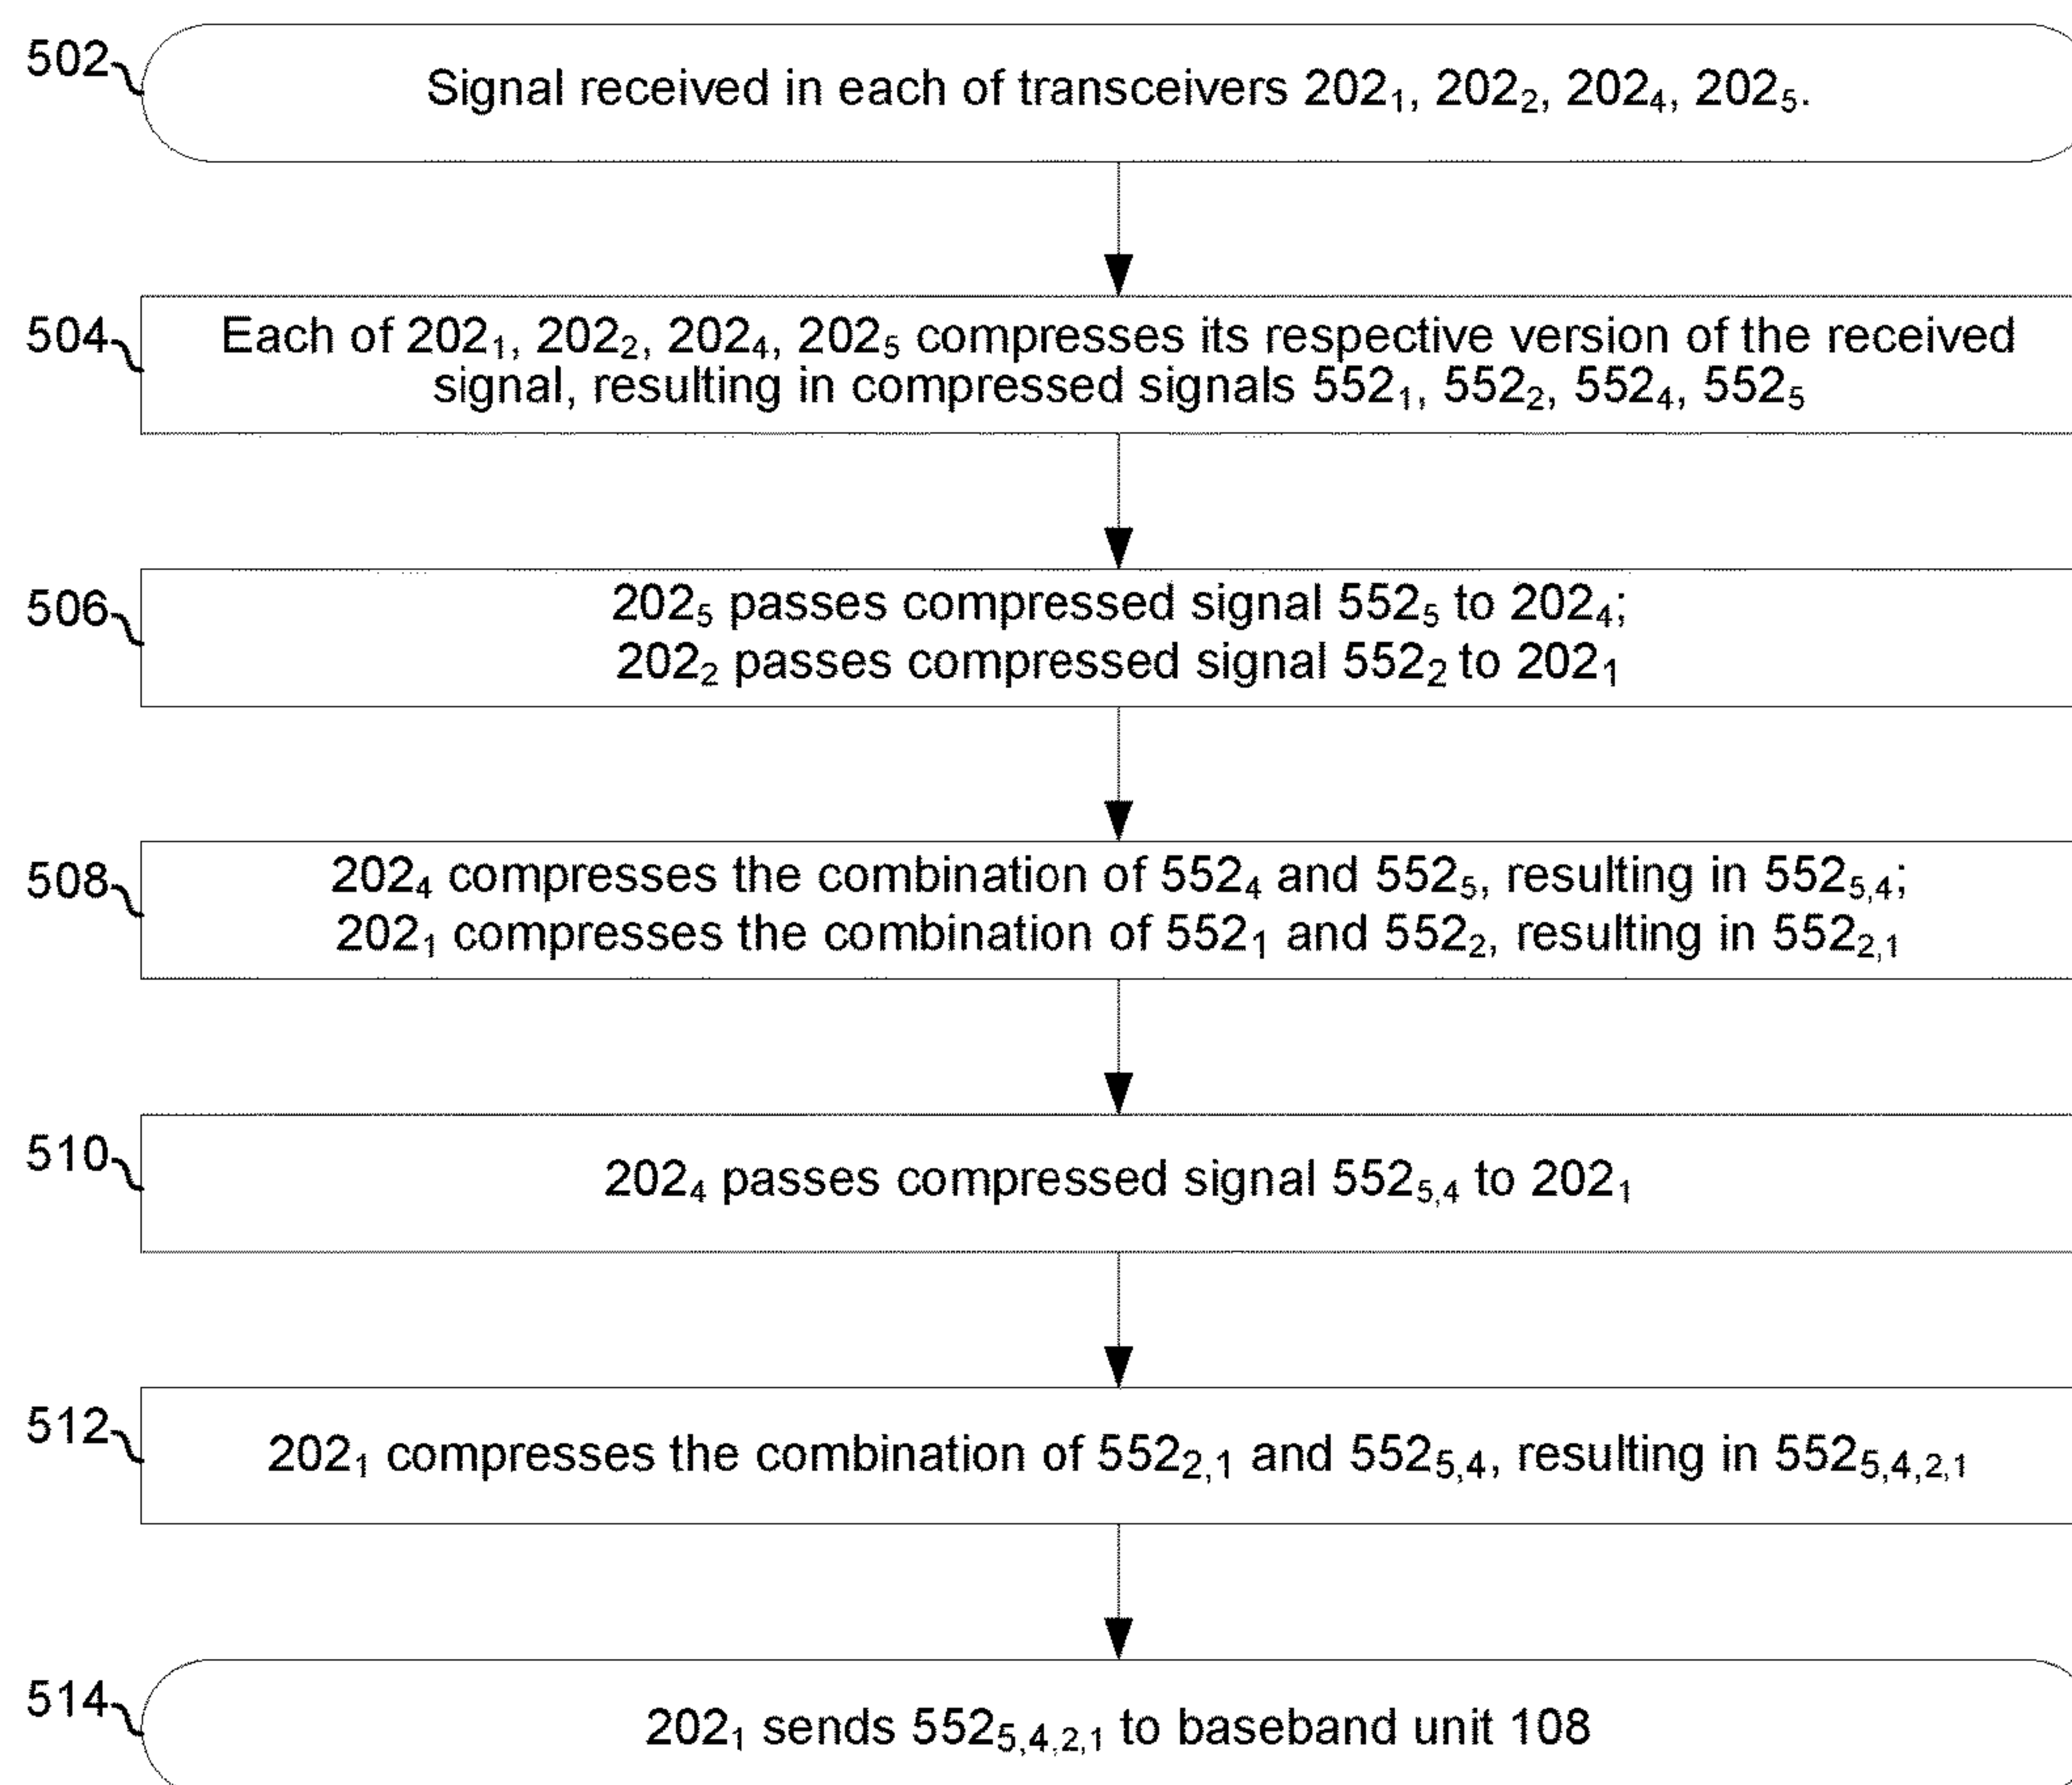 502
Signal received in each of transceivers 202₁, 202₂, 202₄, 202₅.
504
Each of 202₁, 202₂, 202₄, 202₅ compresses its respective version of the received
signal, resulting in compressed signals 552₁, 552₂, 552₄, 552₅
506
202₅ passes compressed signal 552₅ to 202₄;
202₂ passes compressed signal 552₂ to 202₁
508
202₄ compresses the combination of 552₄ and 552₅, resulting in 552₅,₄;
202₁ compresses the combination of 552₁ and 552₂, resulting in 552₂,₁
510
202₄ passes compressed signal 552₅,₄ to 202₁
512
202₁ compresses the combination of 552₂,₁ and 552₅,₄, resulting in 552₅,₄,₂,₁
514
202₁ sends 552₅,₄,₂,₁ to baseband unit 108